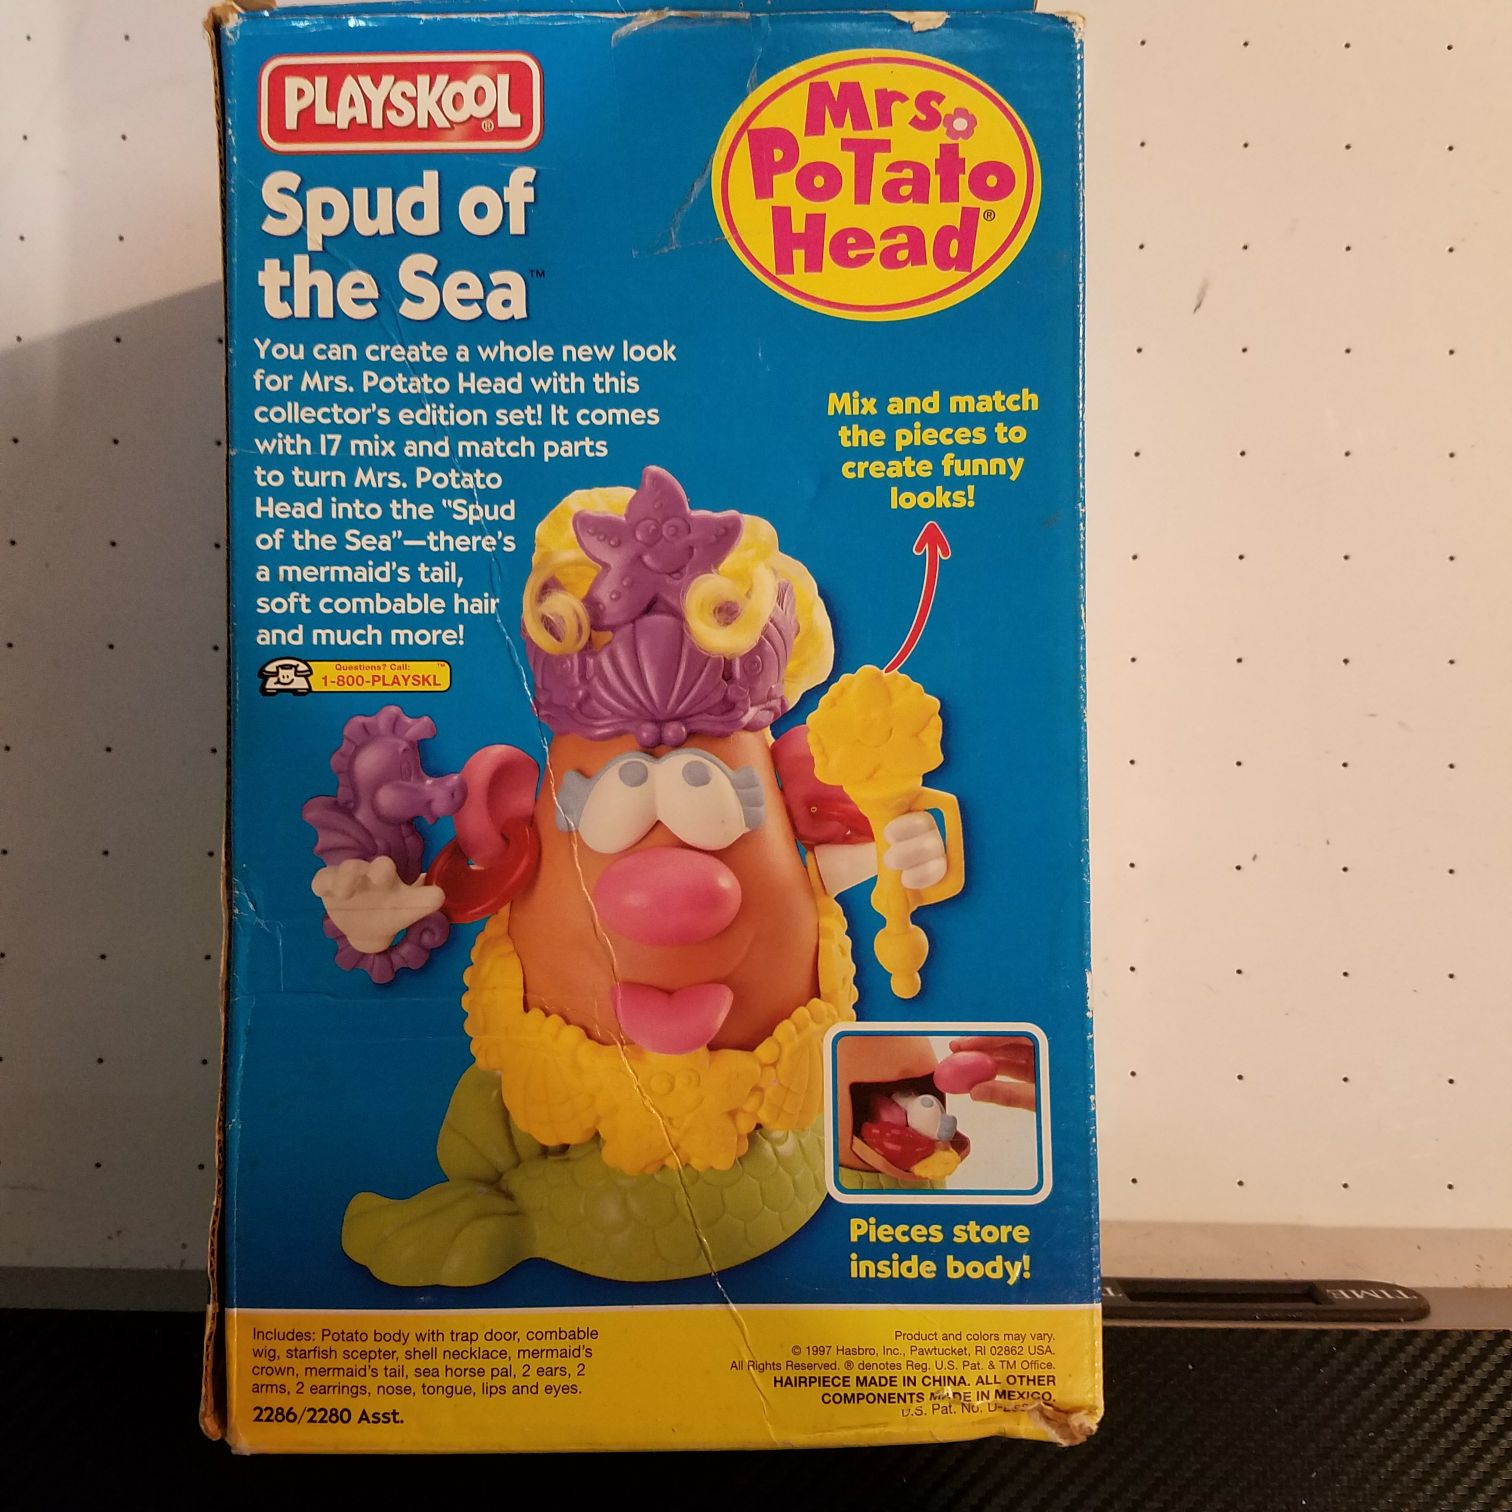 PLAYSKOOL®
Spud of
the Sea™
Mrs.
Potato
Head®
You can create a whole new look
for Mrs. Potato Head with this
collector's edition set! It comes
with 17 mix and match parts
to turn Mrs. Potato
Head into the "Spud
of the Sea"—there's
a mermaid's tail,
soft combable hair
and much more!
Questions? Call: ™
1-800-PLAYSKL
Mix and match
the pieces to
create funny
looks!
Pieces store
inside body!
Includes: Potato body with trap door, combable
wig, starfish scepter, shell necklace, mermaid's
crown, mermaid's tail, sea horse pal, 2 ears, 2
arms, 2 earrings, nose, tongue, lips and eyes.
2286/2280 Asst.
Product and colors may vary.
© 1997 Hasbro, Inc., Pawtucket, RI 02862 USA.
All Rights Reserved. ® denotes Reg. U.S. Pat. & TM Office.
HAIRPIECE MADE IN CHINA. ALL OTHER
COMPONENTS MADE IN MEXICO.
U.S. Pat. No.
TIME